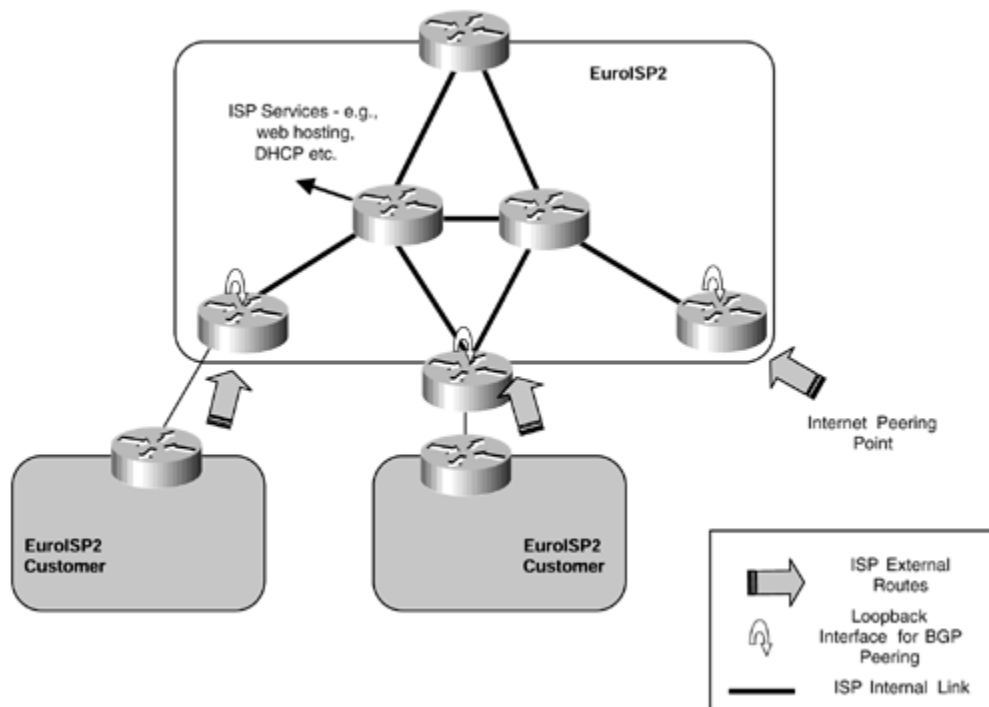 EuroISP2
ISP Services - e.g.,
web hosting,
DHCP etc.
Internet Peering
Point
EuroISP2
Customer
EuroISP2
Customer
ISP External
Routes
Loopback
Interface for BGP
Peering
ISP Internal Link